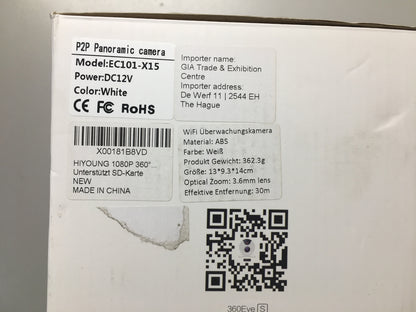 P2P Panoramic camera
Model:EC101-X15
Power:DC12V
Color:White
CE FC RoHS
Importer name:
GIA Trade & Exhibition
Centre
Importer address:
De Werf 11 | 2544 EH
The Hague
X00181B8VD
HIYOUNG 1080P 360°...
Unterstützt SD-Karte
NEW
MADE IN CHINA
WiFi Überwachungskamera
Material: ABS
Farbe: Weiß
Produkt Gewicht: 362.3g
Größe: 13*9.3*14cm
Optical Zoom: 3.6mm lens
Effektive Entfernung: 30m
360Eye S